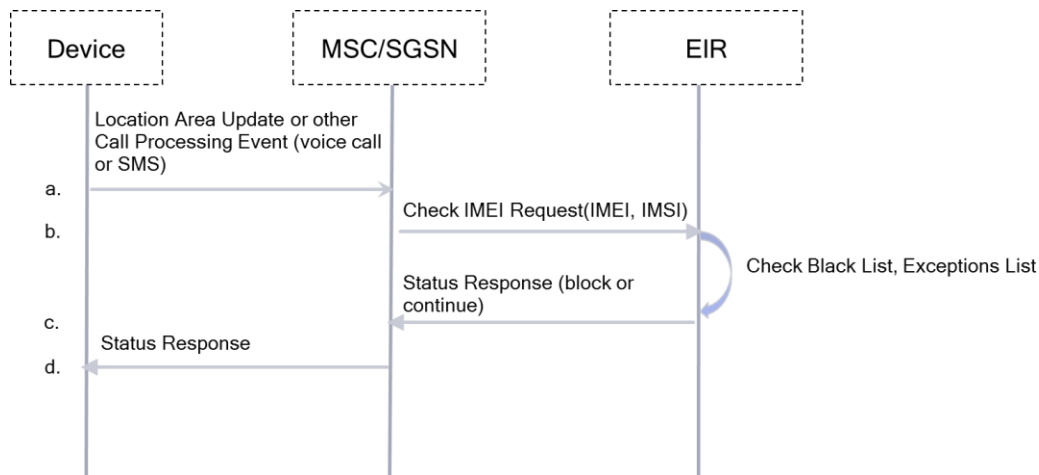 Device
MSC/SGSN
EIR
Location Area Update or other
Call Processing Event (voice call
or SMS)
a.
Check IMEI Request(IMEI, IMSI)
b.
Check Black List, Exceptions List
Status Response (block or
continue)
c.
Status Response
d.